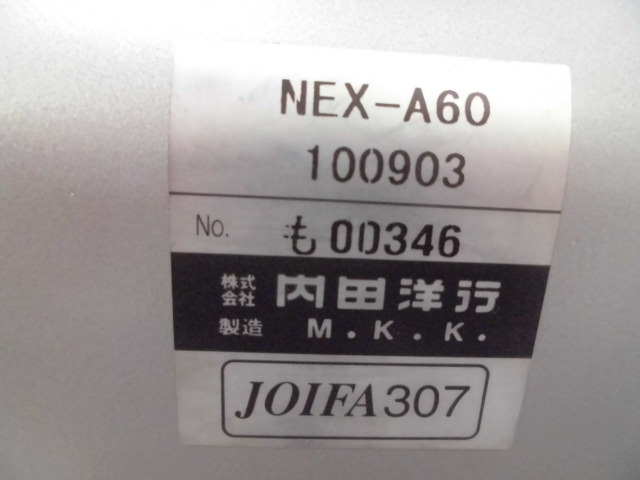 NEX-A60
100903
No. も00346
株式会社 内田洋行
製造 M.K.K.
JOIFA307